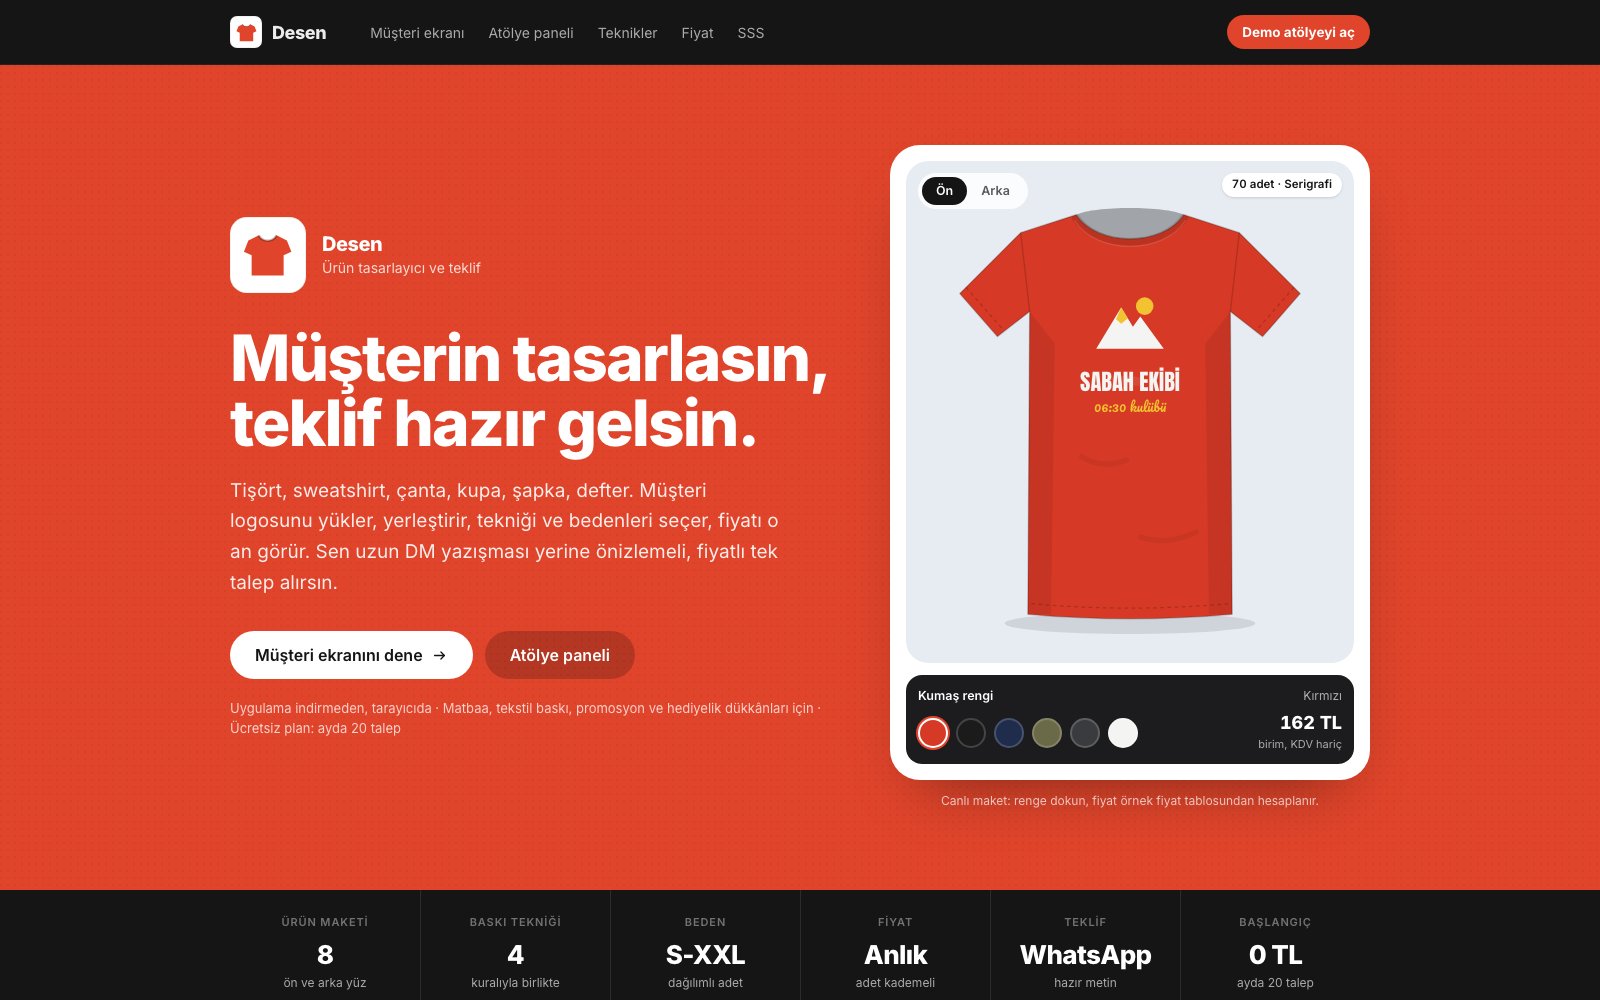 Desen
Müşteri ekranı
Atölye paneli
Teknikler
Fiyat
SSS
Demo atölyeyi aç
Desen
Ürün tasarlayıcı ve teklif
Müşterin tasarlasın,
teklif hazır gelsin.
Tişört, sweatshirt, çanta, kupa, şapka, defter. Müşteri
logosunu yükler, yerleştirir, tekniği ve bedenleri seçer, fiyatı o
an görür. Sen uzun DM yazışması yerine önizlemeli, fiyatlı tek
talep alırsın.
Müşteri ekranını dene →
Atölye paneli
Uygulama indirmeden, tarayıcıda · Matbaa, tekstil baskı, promosyon ve hediyelik dükkânları için ·
Ücretsiz plan: ayda 20 talep
Ön
Arka
70 adet · Serigrafi
SABAH EKİBİ
06:30 kulübü
Kumaş rengi
Kırmızı
162 TL
birim, KDV hariç
Canlı maket: renge dokun, fiyat örnek fiyat tablosundan hesaplanır.
ÜRÜN MAKETİ
8
ön ve arka yüz
BASKI TEKNİĞİ
4
kuralıyla birlikte
BEDEN
S-XXL
dağılımlı adet
FİYAT
Anlık
adet kademeli
TEKLİF
WhatsApp
hazır metin
BAŞLANGIÇ
0 TL
ayda 20 talep